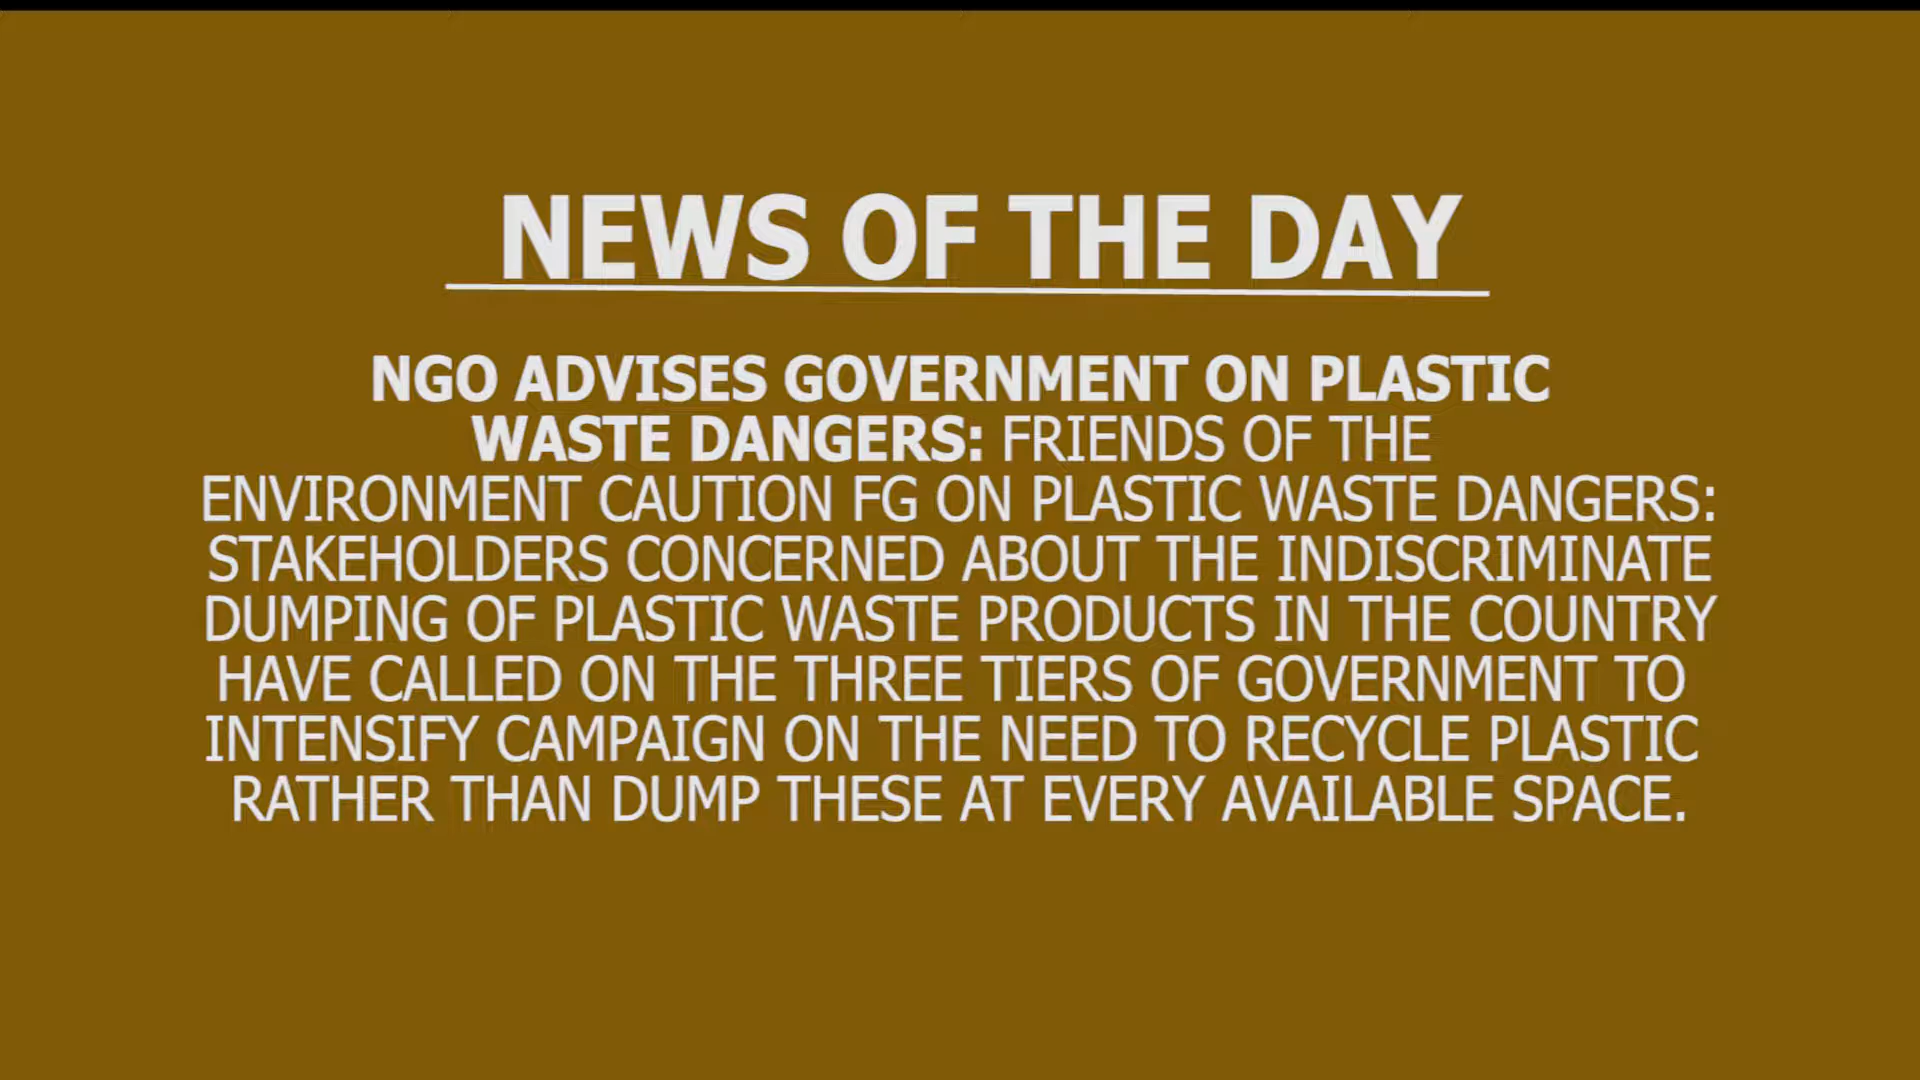 NEWS OF THE DAY
NGO ADVISES GOVERNMENT ON PLASTIC
WASTE DANGERS: FRIENDS OF THE
ENVIRONMENT CAUTION FG ON PLASTIC WASTE DANGERS:
STAKEHOLDERS CONCERNED ABOUT THE INDISCRIMINATE
DUMPING OF PLASTIC WASTE PRODUCTS IN THE COUNTRY
HAVE CALLED ON THE THREE TIERS OF GOVERNMENT TO
INTENSIFY CAMPAIGN ON THE NEED TO RECYCLE PLASTIC
RATHER THAN DUMP THESE AT EVERY AVAILABLE SPACE.